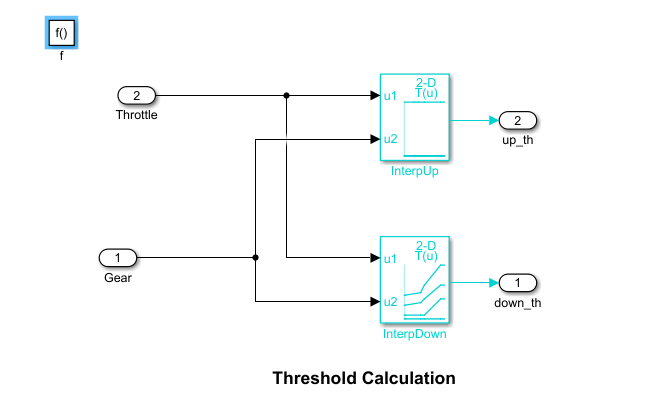 f()
f
2
Throttle
u1
u2
2-D
T(u)
InterpUp
2
up_th
1
Gear
u1
u2
2-D
T(u)
InterpDown
1
down_th
Threshold Calculation